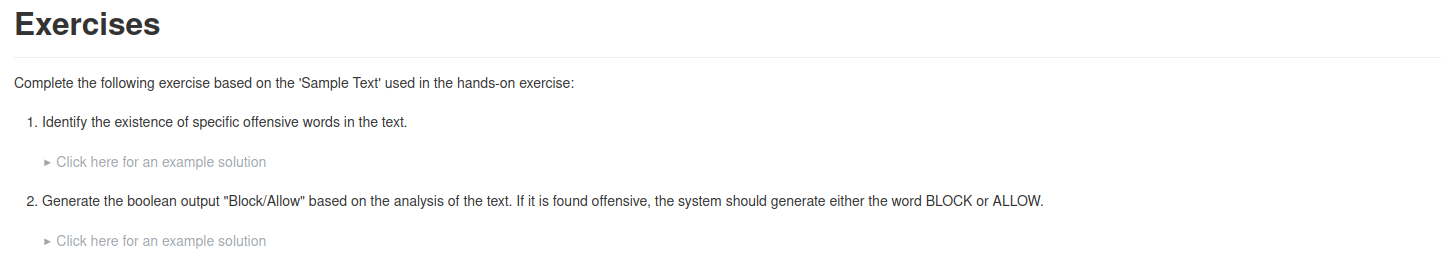 Exercises
Complete the following exercise based on the 'Sample Text' used in the hands-on exercise:
1. Identify the existence of specific offensive words in the text.
▸ Click here for an example solution
2. Generate the boolean output "Block/Allow" based on the analysis of the text. If it is found offensive, the system should generate either the word BLOCK or ALLOW.
▸ Click here for an example solution